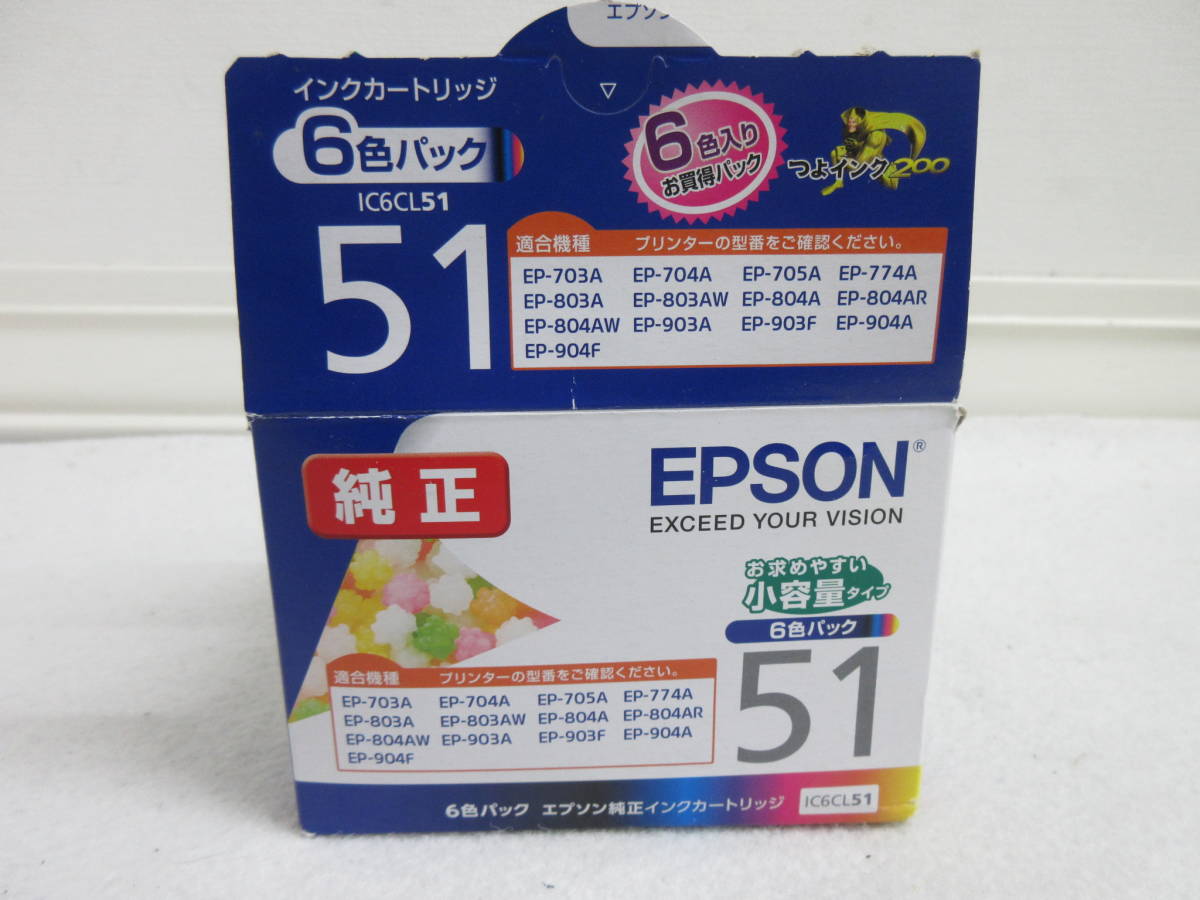 エプソン
インクカートリッジ
6色パック
IC6CL51
51
6色入り
お買得パック
つよインク200
適合機種 プリンターの型番をご確認ください。
EP-703A EP-704A EP-705A EP-774A
EP-803A EP-803AW EP-804A EP-804AR
EP-804AW EP-903A EP-903F EP-904A
EP-904F
純正
EPSON®
EXCEED YOUR VISION
お求めやすい
小容量タイプ
6色パック
51
適合機種 プリンターの型番をご確認ください。
EP-703A EP-704A EP-705A EP-774A
EP-803A EP-803AW EP-804A EP-804AR
EP-804AW EP-903A EP-903F EP-904A
EP-904F
6色パック エプソン純正インクカートリッジ IC6CL51